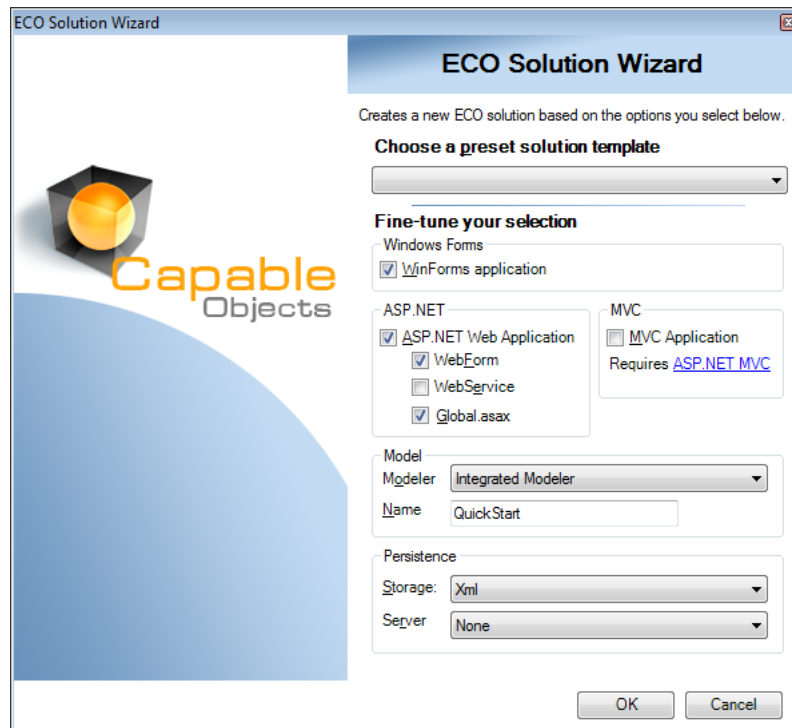 ECO Solution Wizard
ECO Solution Wizard
Creates a new ECO solution based on the options you select below.
Choose a preset solution template
Capable
Objects
Fine-tune your selection
Windows Forms
WinForms application
ASP.NET
ASP.NET Web Application
WebForm
WebService
Global.asax
MVC
MVC Application
Requires ASP.NET MVC
Model
Modeler Integrated Modeler
Name QuickStart
Persistence
Storage: Xml
Server None
OK Cancel